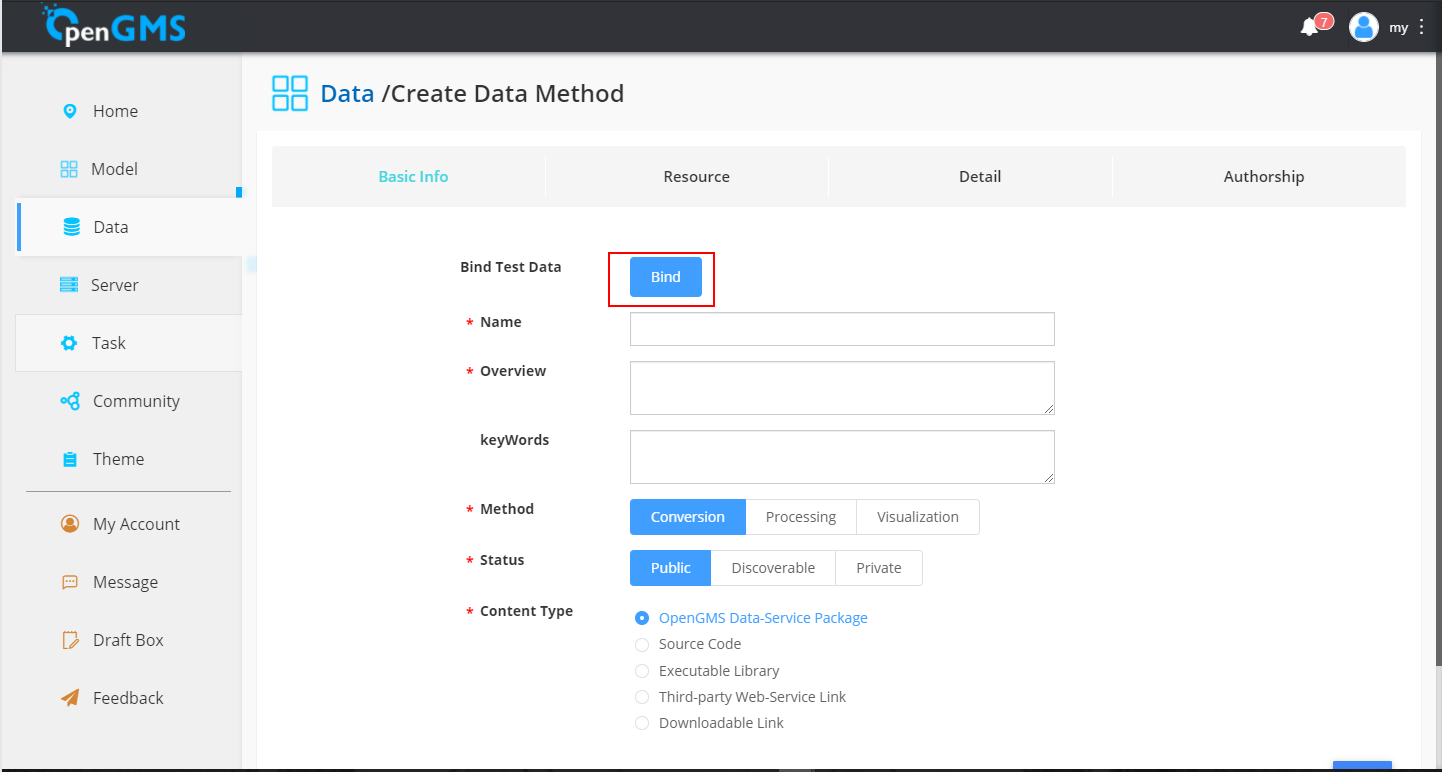 OpenGMS
7
my
Home
Model
Data
Server
Task
Community
Theme
My Account
Message
Draft Box
Feedback
Data /Create Data Method
Basic Info
Resource
Detail
Authorship
Bind Test Data
Bind
* Name
* Overview
keyWords
* Method
Conversion
Processing
Visualization
* Status
Public
Discoverable
Private
* Content Type
OpenGMS Data-Service Package
Source Code
Executable Library
Third-party Web-Service Link
Downloadable Link